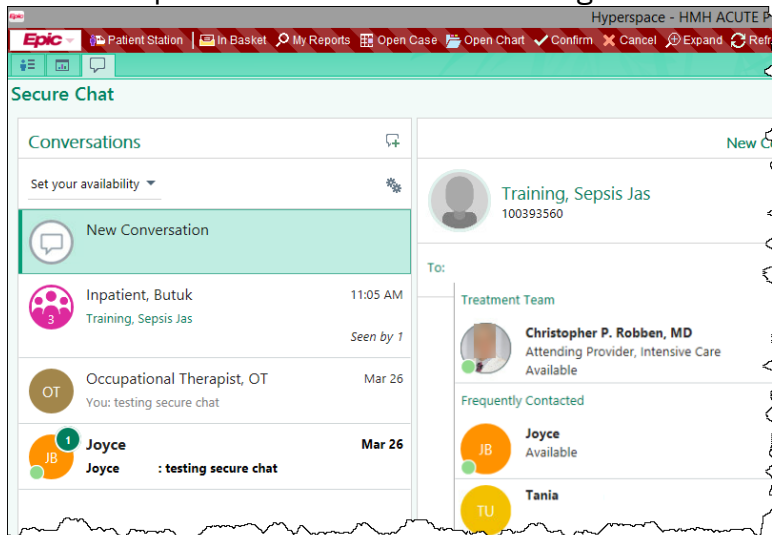 Epic
Hyperspace - HMH ACUTE
Epic Patient Station In Basket My Reports Open Case Open Chart Confirm Cancel Expand Refr
Secure Chat
Conversations
New
Set your availability
Training, Sepsis Jas
100393560
New Conversation
To:
Inpatient, Butuk 11:05 AM
3
Training, Sepsis Jas
Seen by 1
Treatment Team
Christopher P. Robben, MD
Attending Provider, Intensive Care
Available
OT
Occupational Therapist, OT Mar 26
You: testing secure chat
Frequently Contacted
JB
1
Joyce Mar 26
Joyce : testing secure chat
JB
Joyce
Available
TU
Tania